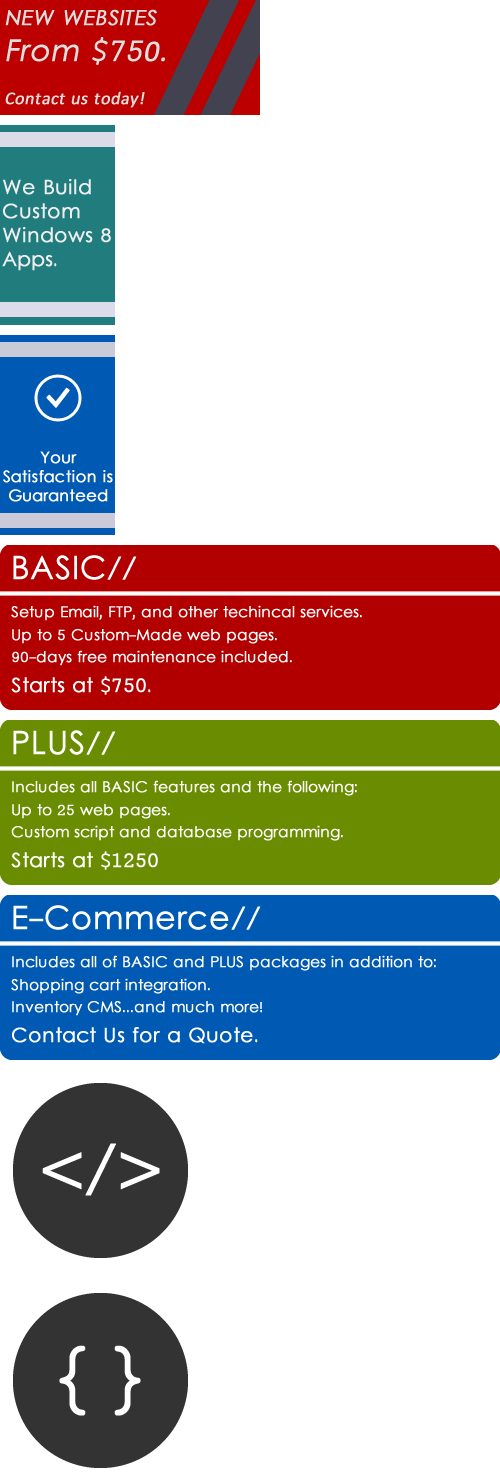 NEW WEBSITES
From $750.
Contact us today!
We Build
Custom
Windows 8
Apps.
Your
Satisfaction is
Guaranteed
BASIC//
Setup Email, FTP, and other techincal services.
Up to 5 Custom-Made web pages.
90-days free maintenance included.
Starts at $750.
PLUS//
Includes all BASIC features and the following:
Up to 25 web pages.
Custom script and database programming.
Starts at $1250
E-Commerce//
Includes all of BASIC and PLUS packages in addition to:
Shopping cart integration.
Inventory CMS...and much more!
Contact Us for a Quote.
</>
{ }